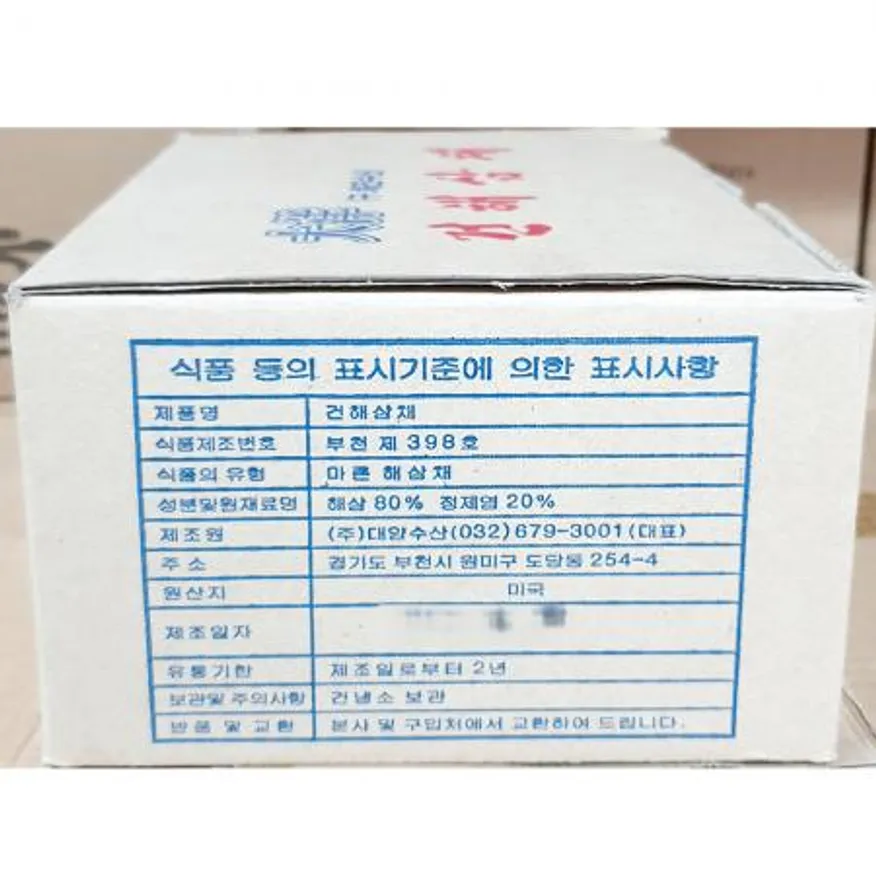 건해삼채
식품 등의 표시기준에 의한 표시사항
제품명 건해삼채
식품제조번호 부천 제 398호
식품의 유형 마른 해삼채
성분및원재료명 해삼 80% 정제염 20%
제조원 (주)대양수산(032)679-3001(대표)
주소 경기도 부천시 원미구 도당동 254-4
원산지 미국
제조일자
유통기한 제조일로부터 2년
보관및 주의사항 건냉소 보관
반품 및 교환 본사 및 구입처에서 교환하여 드립니다.